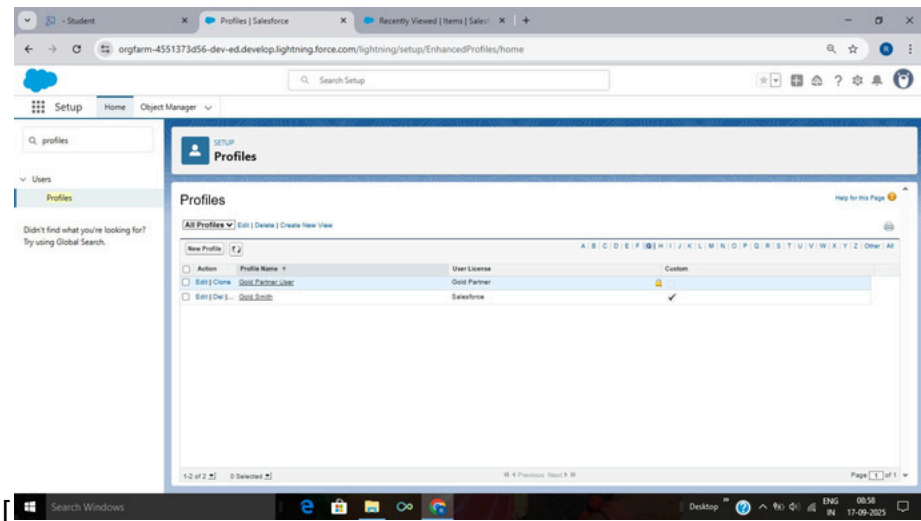 - Student
Profiles | Salesforce
Recently Viewed | Items | Sales
orgfarm-4551373d56-dev-ed.develop.lightning.force.com/lightning/setup/EnhancedProfiles/home
Search Setup
Setup
Home
Object Manager
profiles
SETUP
Profiles
Users
Profiles
Didn't find what you're looking for?
Try using Global Search.
Profiles
Help for this Page
All Profiles Edit | Delete | Create New View
New Profile
A | B | C | D | E | F | G | H | I | J | K | L | M | N | O | P | Q | R | S | T | U | V | W | X | Y | Z | Other | All
Action Profile Name User License Custom
Edit | Clone Gold Partner User Gold Partner
Edit | Del |... Gold Smith Salesforce
1-2 of 2 0 Selected Previous Next Page 1 of 1
[
Search Windows
Desktop
ENG 08:58
IN 17-09-2025